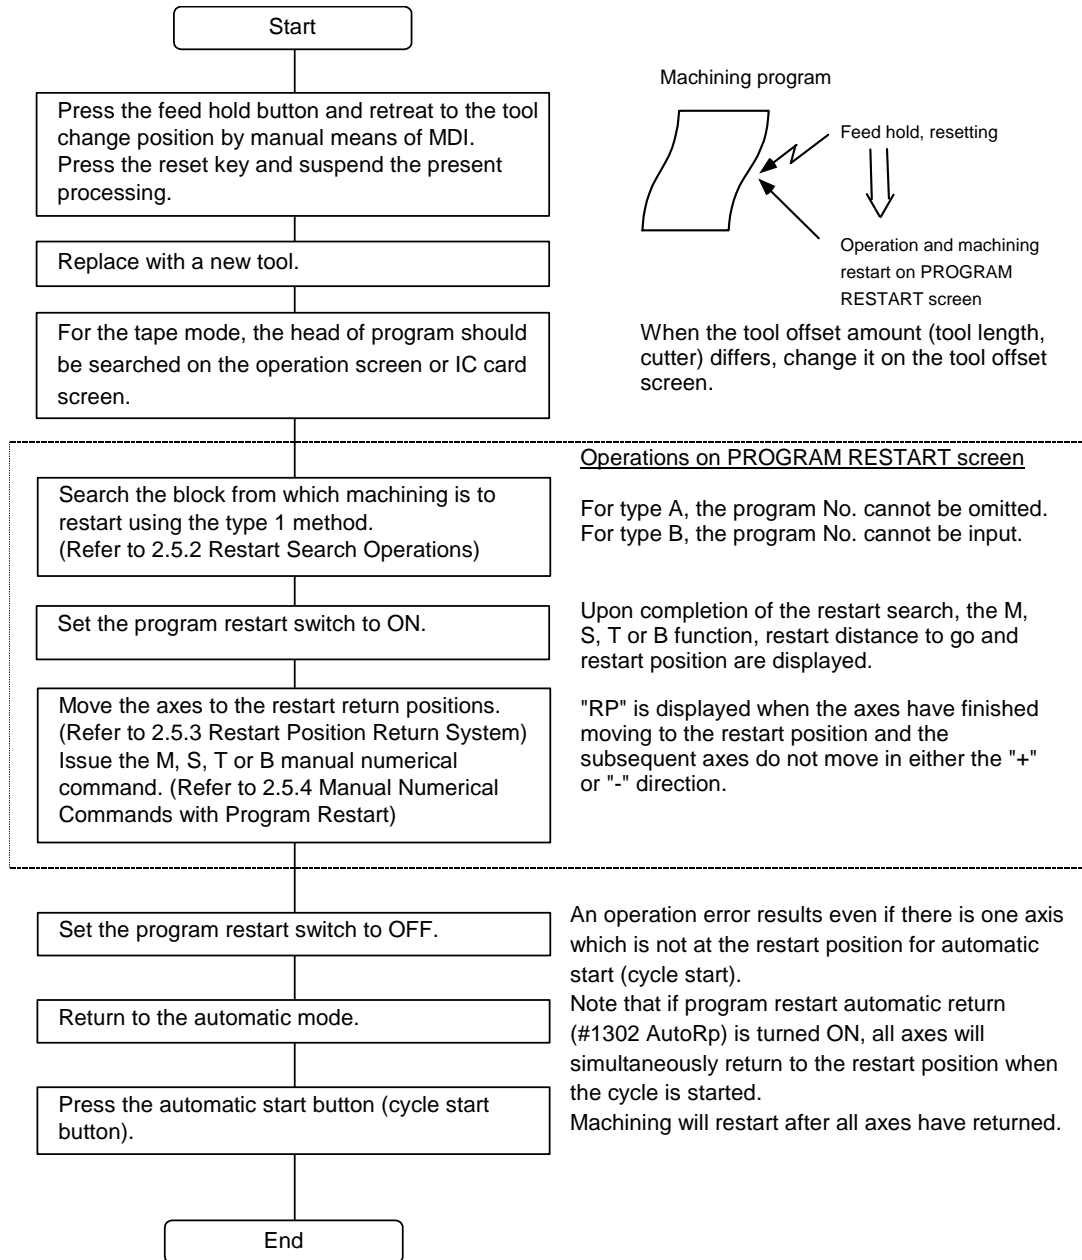 Start
Machining program
Press the feed hold button and retreat to the tool
change position by manual means of MDI.
Press the reset key and suspend the present
processing.
Feed hold, resetting
Replace with a new tool.
Operation and machining
restart on PROGRAM
RESTART screen
For the tape mode, the head of program should
be searched on the operation screen or IC card
screen.
When the tool offset amount (tool length,
cutter) differs, change it on the tool offset
screen.
Operations on PROGRAM RESTART screen
Search the block from which machining is to
restart using the type 1 method.
(Refer to 2.5.2 Restart Search Operations)
For type A, the program No. cannot be omitted.
For type B, the program No. cannot be input.
Set the program restart switch to ON.
Upon completion of the restart search, the M,
S, T or B function, restart distance to go and
restart position are displayed.
Move the axes to the restart return positions.
(Refer to 2.5.3 Restart Position Return System)
Issue the M, S, T or B manual numerical
command. (Refer to 2.5.4 Manual Numerical
Commands with Program Restart)
"RP" is displayed when the axes have finished
moving to the restart position and the
subsequent axes do not move in either the "+"
or "-" direction.
Set the program restart switch to OFF.
An operation error results even if there is one axis
which is not at the restart position for automatic
start (cycle start).
Note that if program restart automatic return
(#1302 AutoRp) is turned ON, all axes will
simultaneously return to the restart position when
the cycle is started.
Machining will restart after all axes have returned.
Return to the automatic mode.
Press the automatic start button (cycle start
button).
End